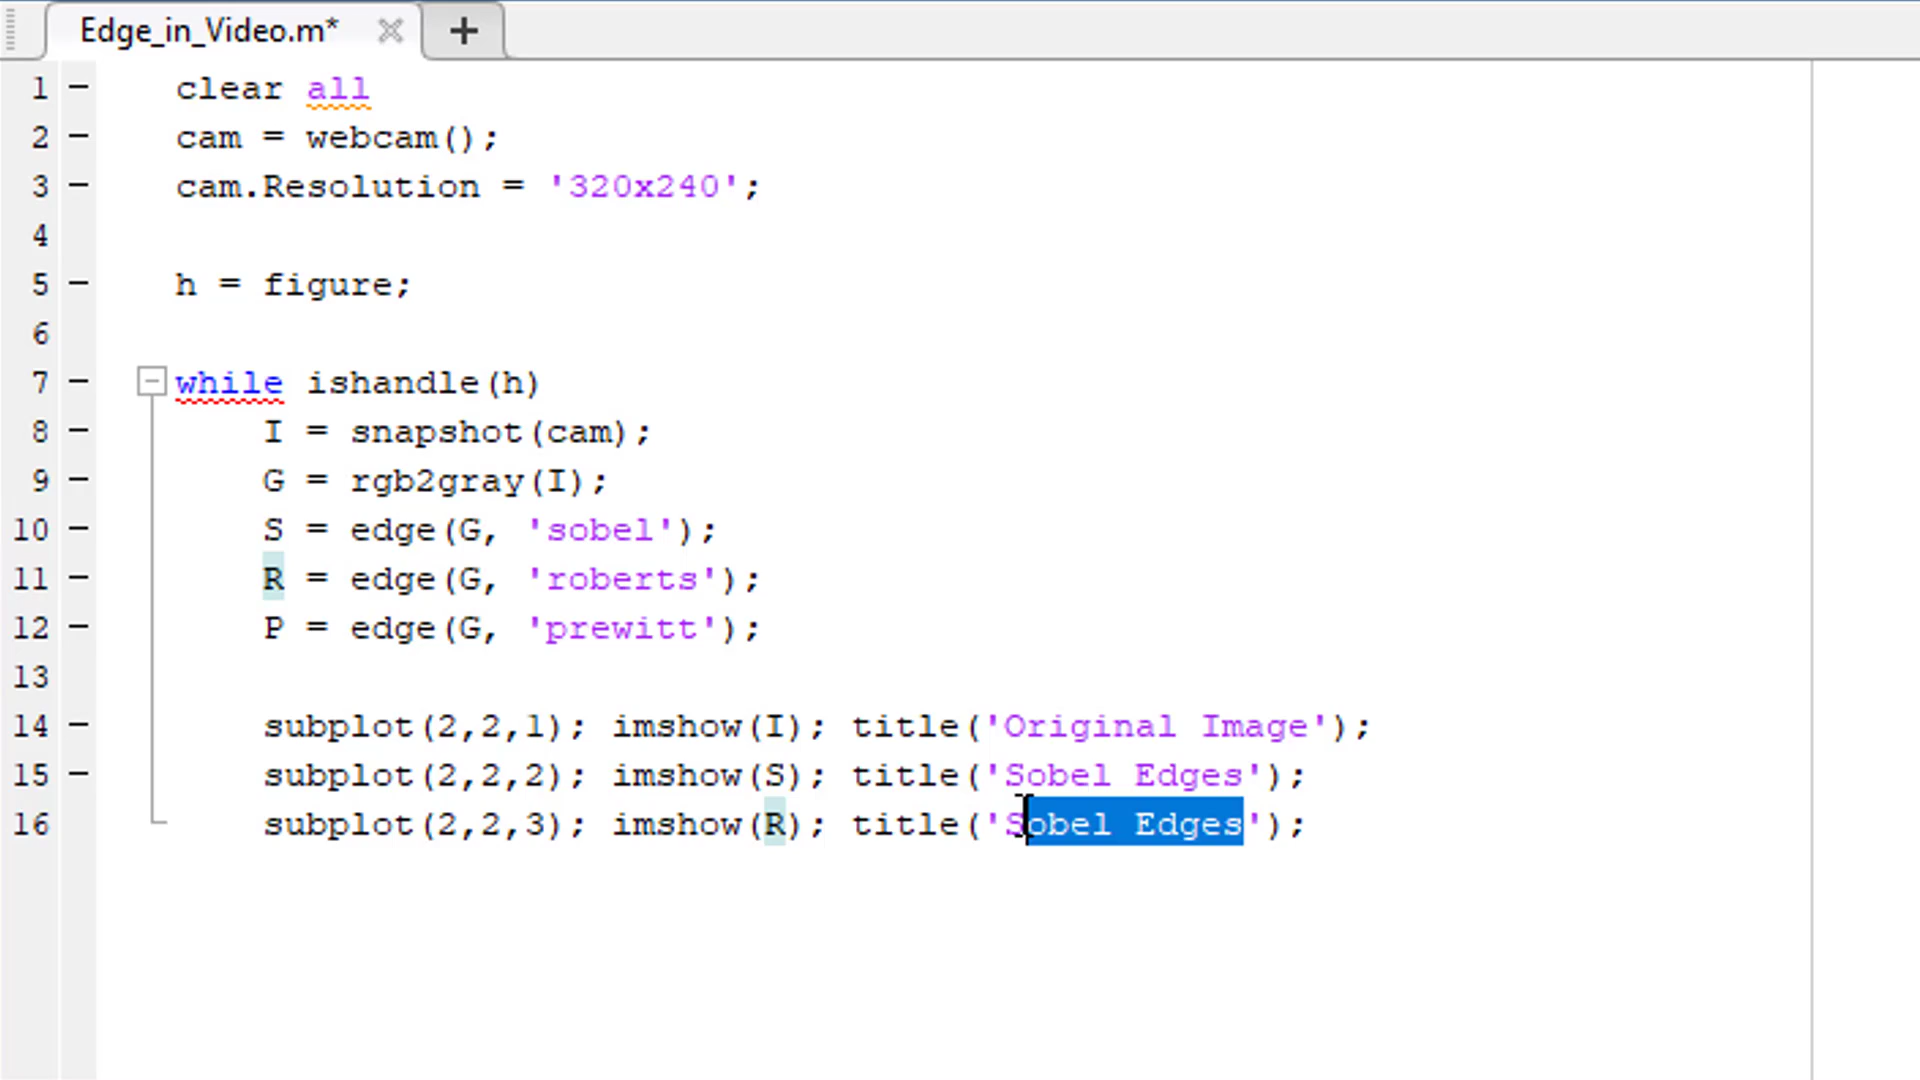 Edge_in_Video.m*
1 clear all
2 cam = webcam();
3 cam.Resolution = '320x240';
4
5 h = figure;
6
7 while ishandle(h)
8 I = snapshot(cam);
9 G = rgb2gray(I);
10 S = edge(G, 'sobel');
11 R = edge(G, 'roberts');
12 P = edge(G, 'prewitt');
13
14 subplot(2,2,1); imshow(I); title('Original Image');
15 subplot(2,2,2); imshow(S); title('Sobel Edges');
16 subplot(2,2,3); imshow(R); title('Sobel Edges');